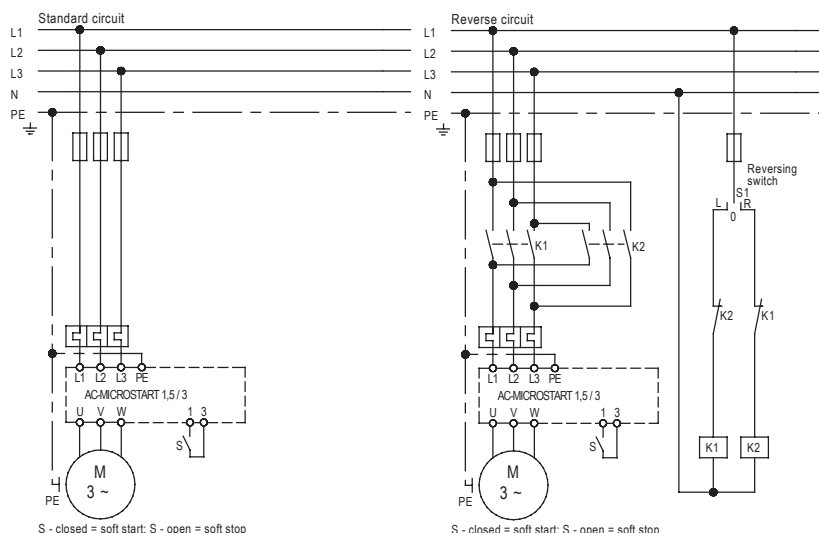 Standard circuit
L1
L2
L3
N
PE
L1 L2 L3 PE
AC-MICROSTART 1,5 / 3
U V W 1 3
S
M
3 ~
PE
S - closed = soft start; S - open = soft stop
Reverse circuit
L1
L2
L3
N
PE
Reversing
switch
S1
L R
0
K1 K2
K2 K1
L1 L2 L3 PE
AC-MICROSTART 1,5 / 3
U V W 1 3
S
K1 K2
M
3 ~
PE
S - closed = soft start; S - open = soft stop